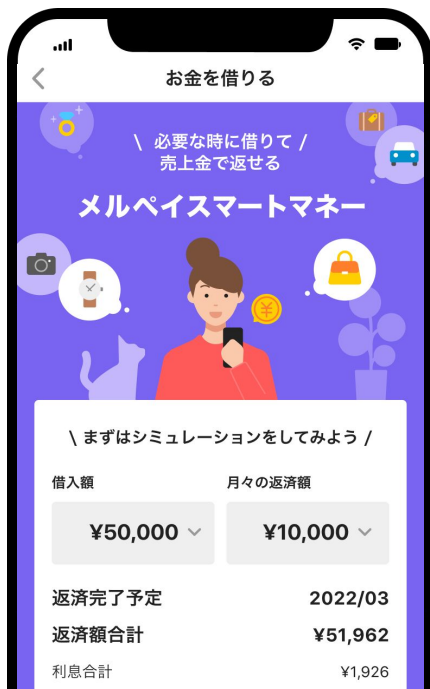 お金を借りる
\ 必要な時に借りて /
売上金で返せる
メルペイスマートマネー
¥
\ まずはシミュレーションをしてみよう /
借入額 月々の返済額
¥50,000 ¥10,000
返済完了予定 2022/03
返済額合計 ¥51,962
利息合計 ¥1,926